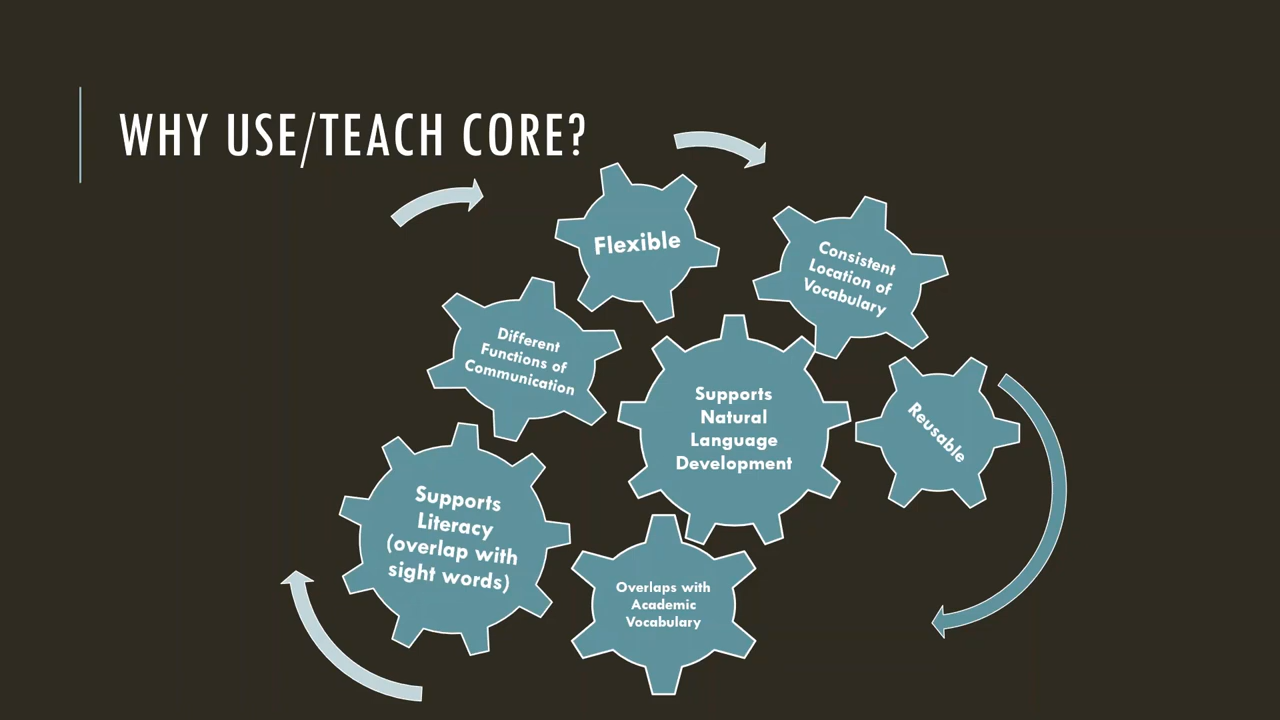 WHY USE/TEACH CORE?
Flexible
Consistent
Location of
Vocabulary
Different
Functions of
Communication
Supports
Natural
Language
Development
Reusable
Supports
Literacy
(overlap with
sight words)
Overlaps with
Academic
Vocabulary